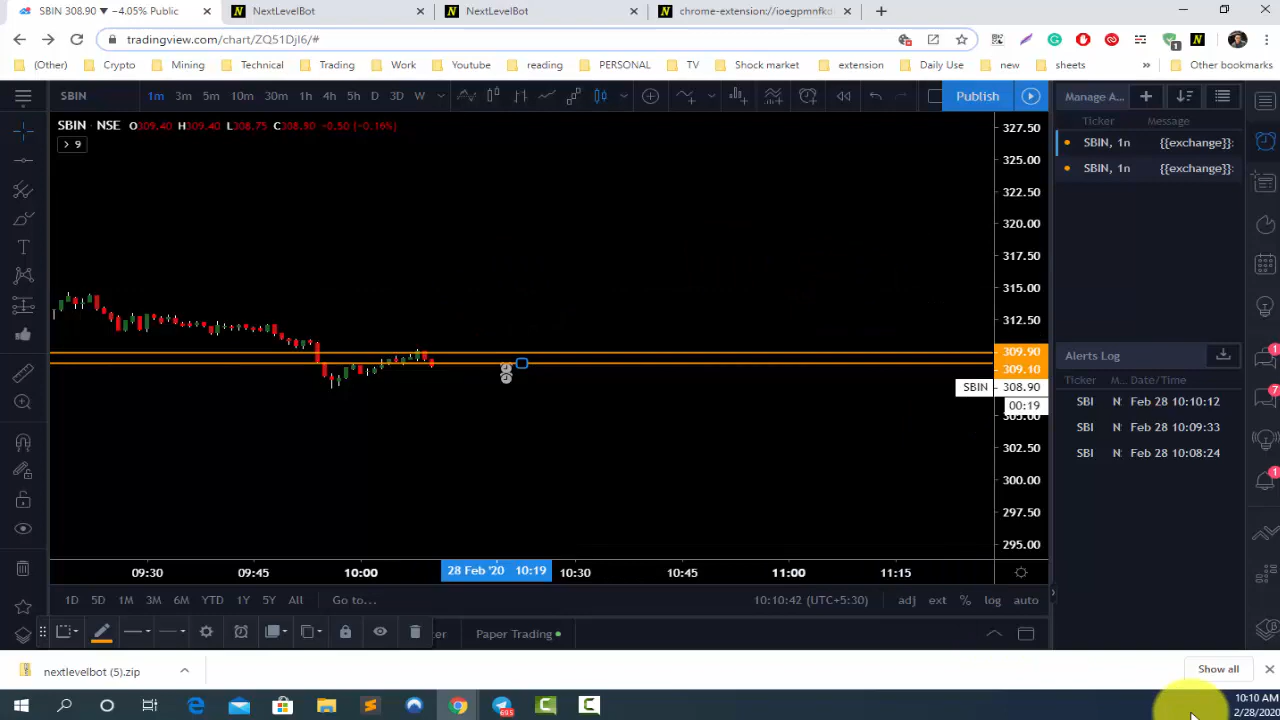 SBIN 308.90 ▼ −4.05% Public
NextLevelBot
NextLevelBot
chrome-extension://ioegpmnfkd
tradingview.com/chart/ZQ51DjI6/#
(Other)
Crypto
Mining
Technical
Trading
Work
Youtube
reading
PERSONAL
TV
Shock market
extension
Daily Use
new
sheets
»
Other bookmarks
SBIN
1m 3m 5m 10m 30m 1h 4h 5h D 3D W
Publish
Manage A...
SBIN · NSE O309.40 H309.40 L308.75 C308.90 -0.50 (-0.16%)
> 9
Ticker Message
SBIN, 1n {{exchange}}:
SBIN, 1n {{exchange}}:
327.50
325.00
322.50
320.00
317.50
315.00
312.50
309.90
309.10
SBIN 308.90
00:19
305.00
302.50
300.00
297.50
295.00
Alerts Log
Ticker M... Date/Time
SBI N Feb 28 10:10:12
SBI N Feb 28 10:09:33
SBI N Feb 28 10:08:24
1
7
1
1
09:30 09:45 10:00 28 Feb '20 10:19 10:30 10:45 11:00 11:15
1D 5D 1M 3M 6M YTD 1Y 5Y All Go to...
10:10:42 (UTC+5:30) adj ext % log auto
ter
Paper Trading
nextlevelbot (5).zip
Show all
10:10 AM
2/28/2020